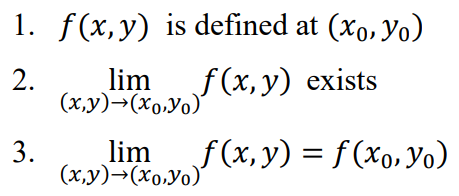 1. f(x, y) is defined at (x₀, y₀)
2. lim f(x, y) exists
(x,y)→(x₀,y₀)
3. lim f(x, y) = f(x₀, y₀)
(x,y)→(x₀,y₀)